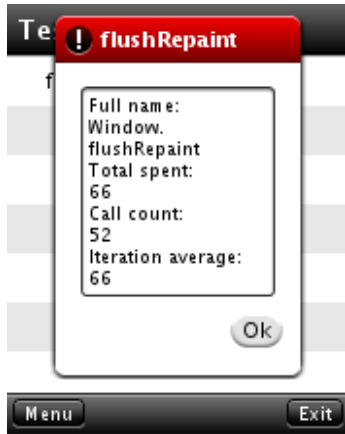 Te
flushRepaint
f
Full name:
Window.
flushRepaint
Total spent:
66
Call count:
52
Iteration average:
66
Ok
Menu
Exit